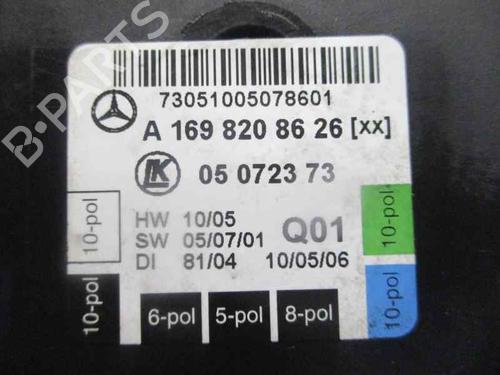 B-PARTS
73051005078601
A 169 820 86 26 [xx]
LK 05 0723 73
HW 10/05 Q01
SW 05/07/01
DI 81/04 10/05/06
10-pol
10-pol
10-pol
6-pol 5-pol 8-pol
10-pol